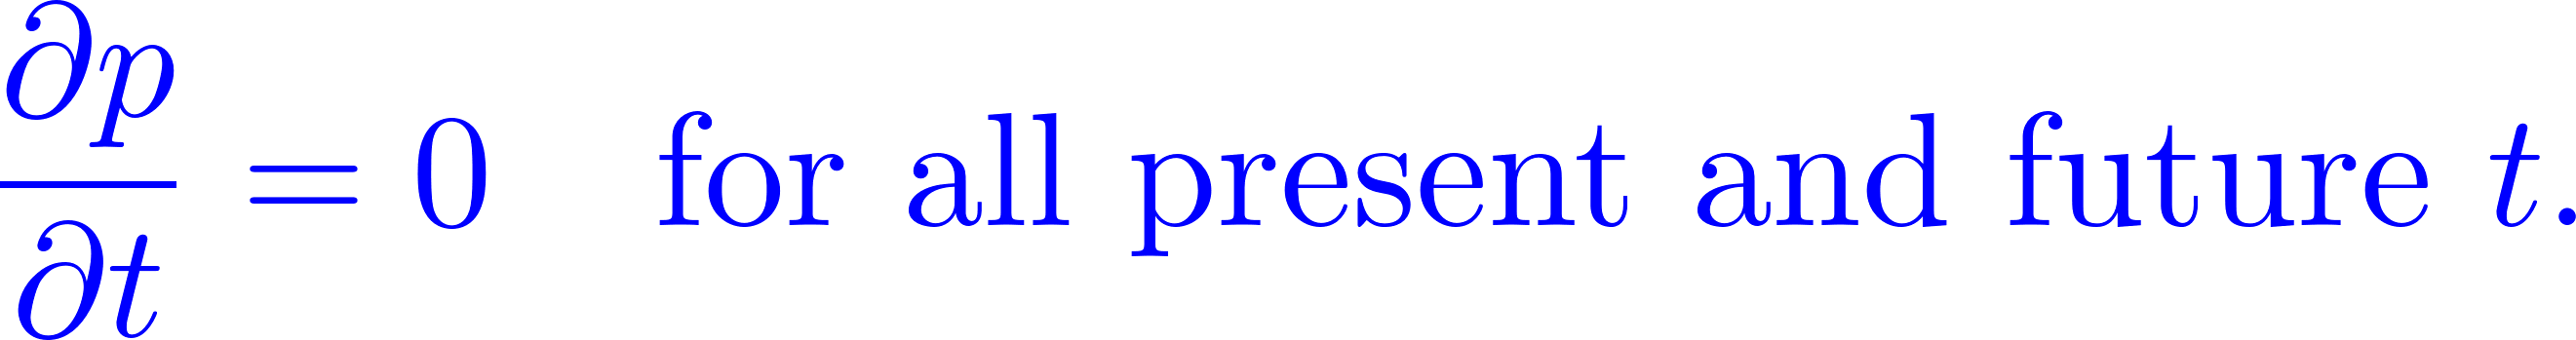 ∂p/∂t = 0 for all present and future t.